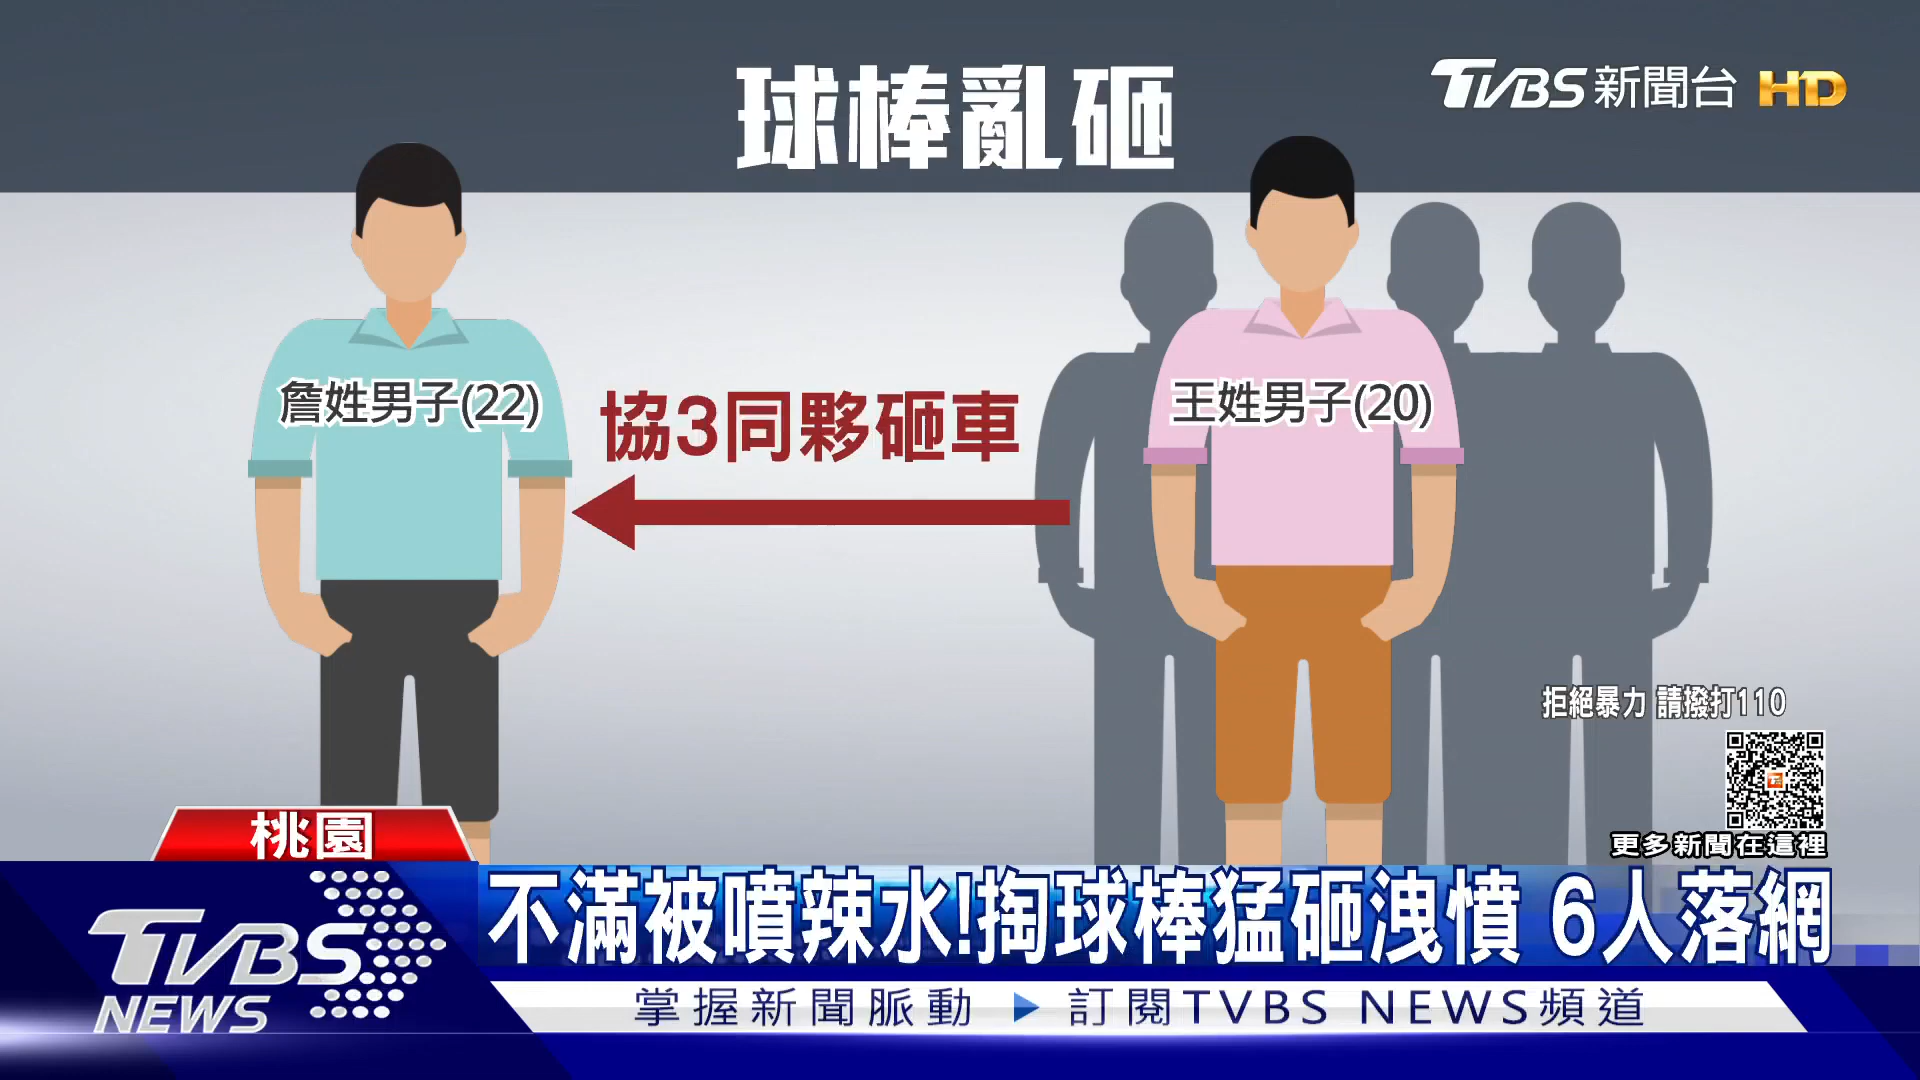 球棒亂砸
TVBS新聞台 HD
詹姓男子(22)
協3同夥砸車
王姓男子(20)
拒絕暴力 請撥打110
更多新聞在這裡
桃園
不滿被噴辣水!掏球棒猛砸洩憤 6人落網
TVBS
NEWS
掌握新聞脈動 ▶ 訂閱TVBS NEWS頻道